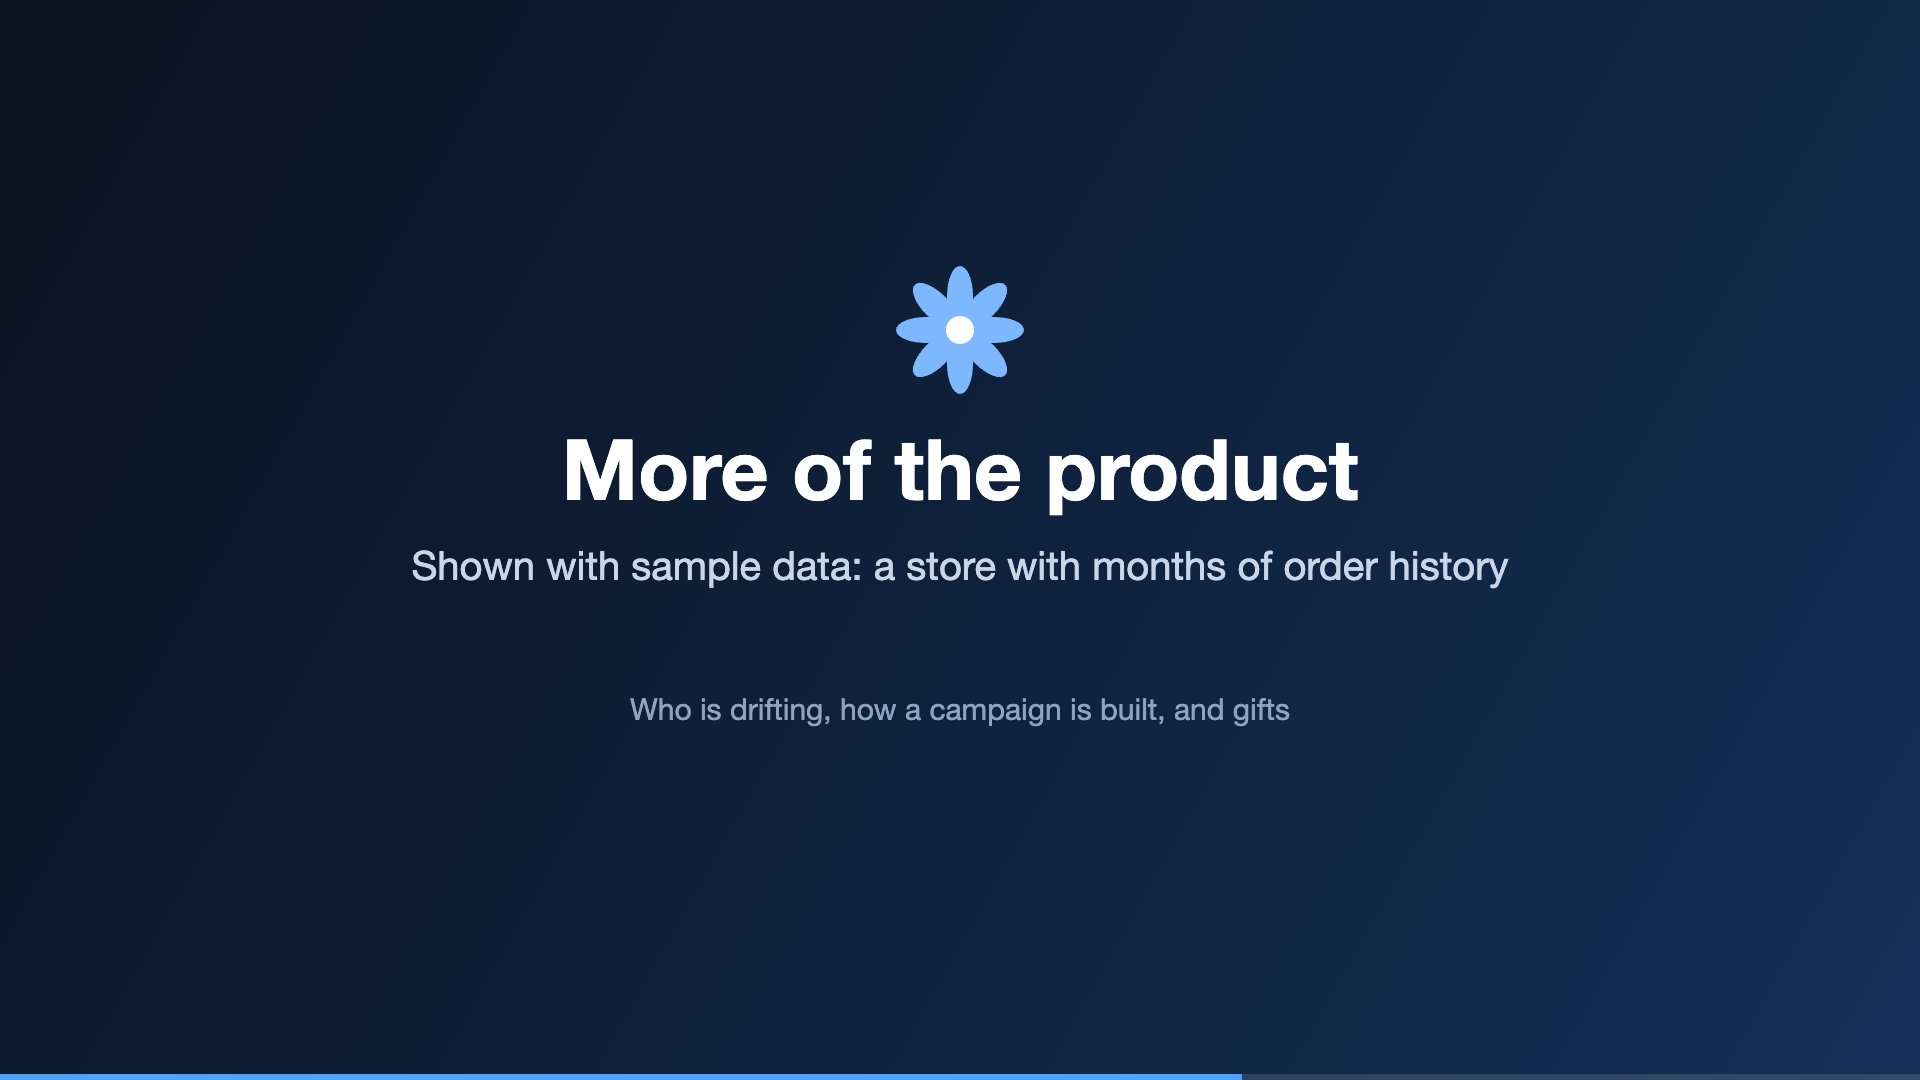 More of the product
Shown with sample data: a store with months of order history
Who is drifting, how a campaign is built, and gifts